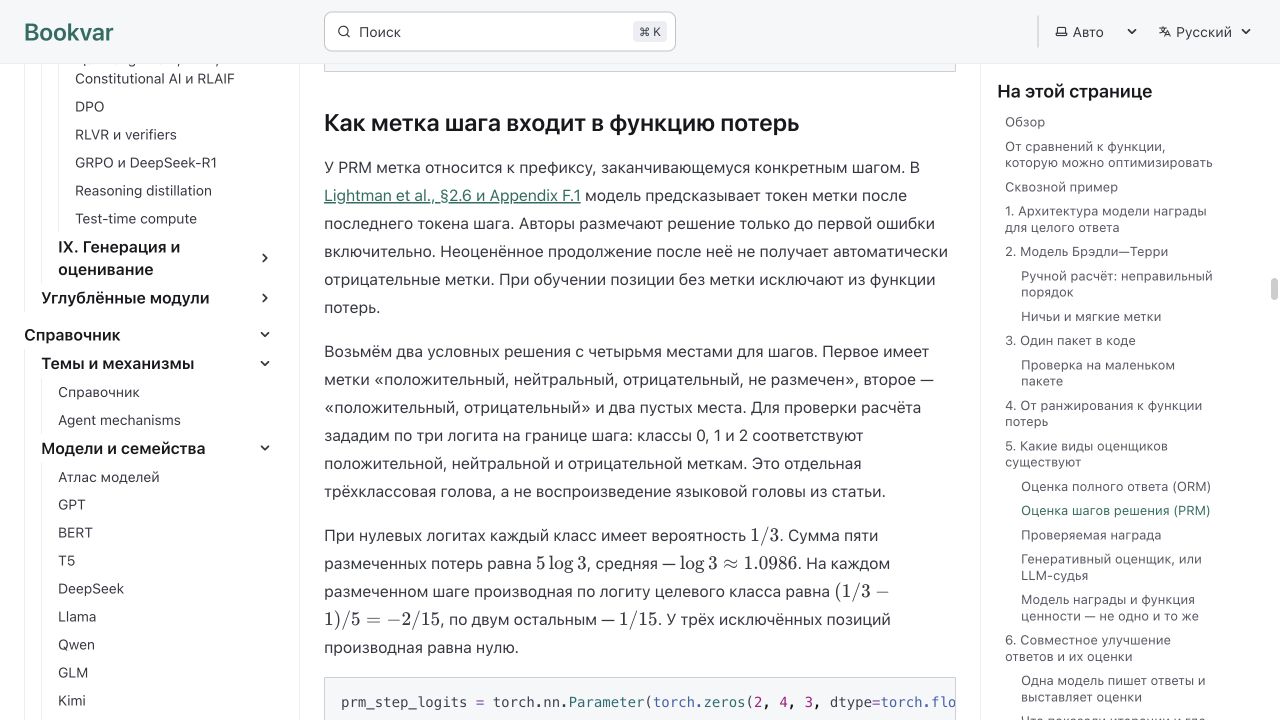 Bookvar
Поиск
⌘ K
Авто
Русский
Constitutional AI и RLAIF
DPO
RLVR и verifiers
GRPO и DeepSeek-R1
Reasoning distillation
Test-time compute
IX. Генерация и
оценивание
Углублённые модули
Справочник
Темы и механизмы
Справочник
Agent mechanisms
Модели и семейства
Атлас моделей
GPT
BERT
T5
DeepSeek
Llama
Qwen
GLM
Kimi
Как метка шага входит в функцию потерь
У PRM метка относится к префиксу, заканчивающемуся конкретным шагом. В
Lightman et al., §2.6 и Appendix F.1 модель предсказывает токен метки после
последнего токена шага. Авторы размечают решение только до первой ошибки
включительно. Неоценённое продолжение после неё не получает автоматически
отрицательные метки. При обучении позиции без метки исключают из функции
потерь.
Возьмём два условных решения с четырьмя местами для шагов. Первое имеет
метки «положительный, нейтральный, отрицательный, не размечен», второе —
«положительный, отрицательный» и два пустых места. Для проверки расчёта
зададим по три логита на границе шага: классы 0, 1 и 2 соответствуют
положительной, нейтральной и отрицательной меткам. Это отдельная
трёхклассовая голова, а не воспроизведение языковой головы из статьи.
При нулевых логитах каждый класс имеет вероятность 1/3. Сумма пяти
размеченных потерь равна 5 log 3, средняя — log 3 ≈ 1.0986. На каждом
размеченном шаге производная по логиту целевого класса равна (1/3 −
1)/5 = −2/15, по двум остальным — 1/15. У трёх исключённых позиций
производная равна нулю.
prm_step_logits = torch.nn.Parameter(torch.zeros(2, 4, 3, dtype=torch.flo
На этой странице
Обзор
От сравнений к функции,
которую можно оптимизировать
Сквозной пример
1. Архитектура модели награды
для целого ответа
2. Модель Брэдли—Терри
Ручной расчёт: неправильный
порядок
Ничьи и мягкие метки
3. Один пакет в коде
Проверка на маленьком
пакете
4. От ранжирования к функции
потерь
5. Какие виды оценщиков
существуют
Оценка полного ответа (ORM)
Оценка шагов решения (PRM)
Проверяемая награда
Генеративный оценщик, или
LLM-судья
Модель награды и функция
ценности — не одно и то же
6. Совместное улучшение
ответов и их оценки
Одна модель пишет ответы и
выставляет оценки